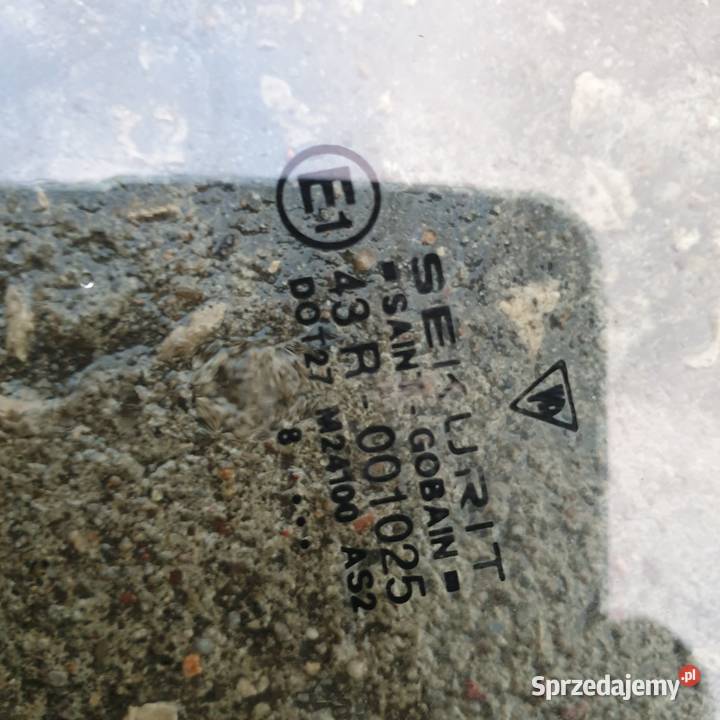 SEKURIT
SAINT-GOBAIN
E1
43R-001025
DOT27 M24100 AS2
8 ....
Sprzedajemy.pl